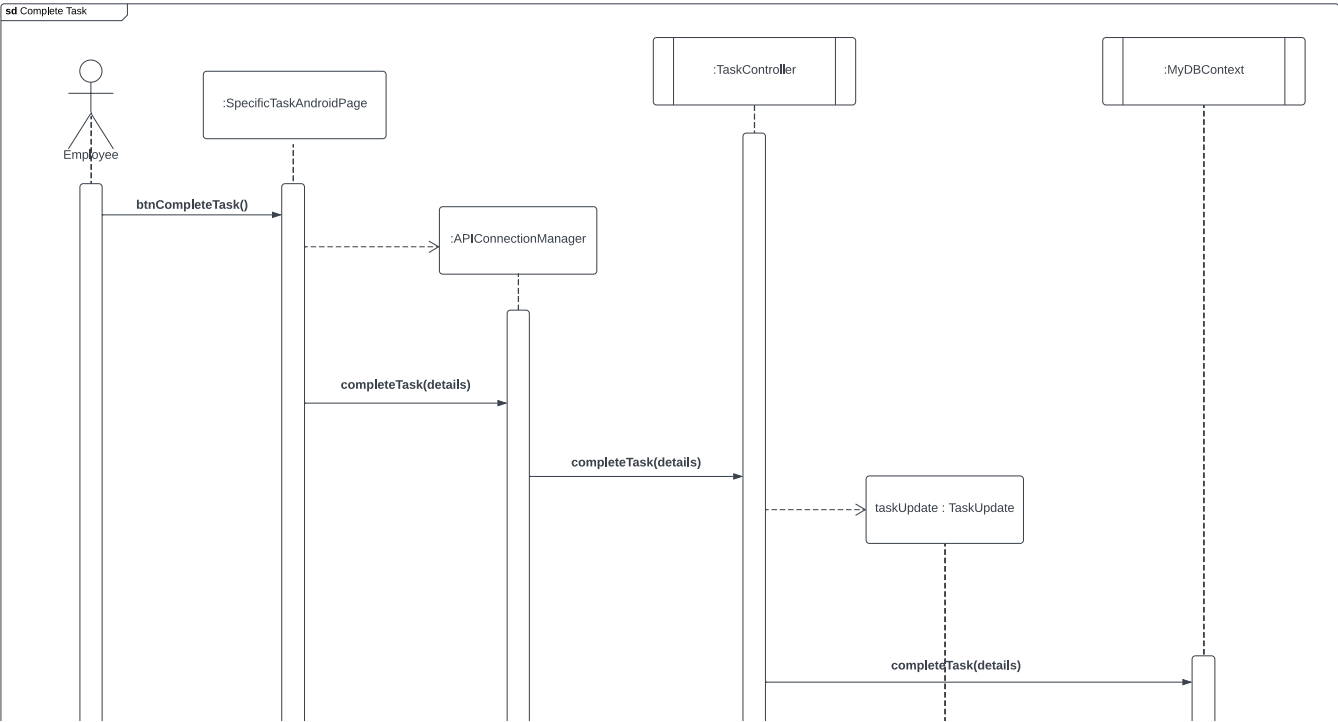 sd Complete Task
:TaskController
:MyDBContext
:SpecificTaskAndroidPage
Employee
btnCompleteTask()
:APIConnectionManager
completeTask(details)
completeTask(details)
taskUpdate : TaskUpdate
completeTask(details)